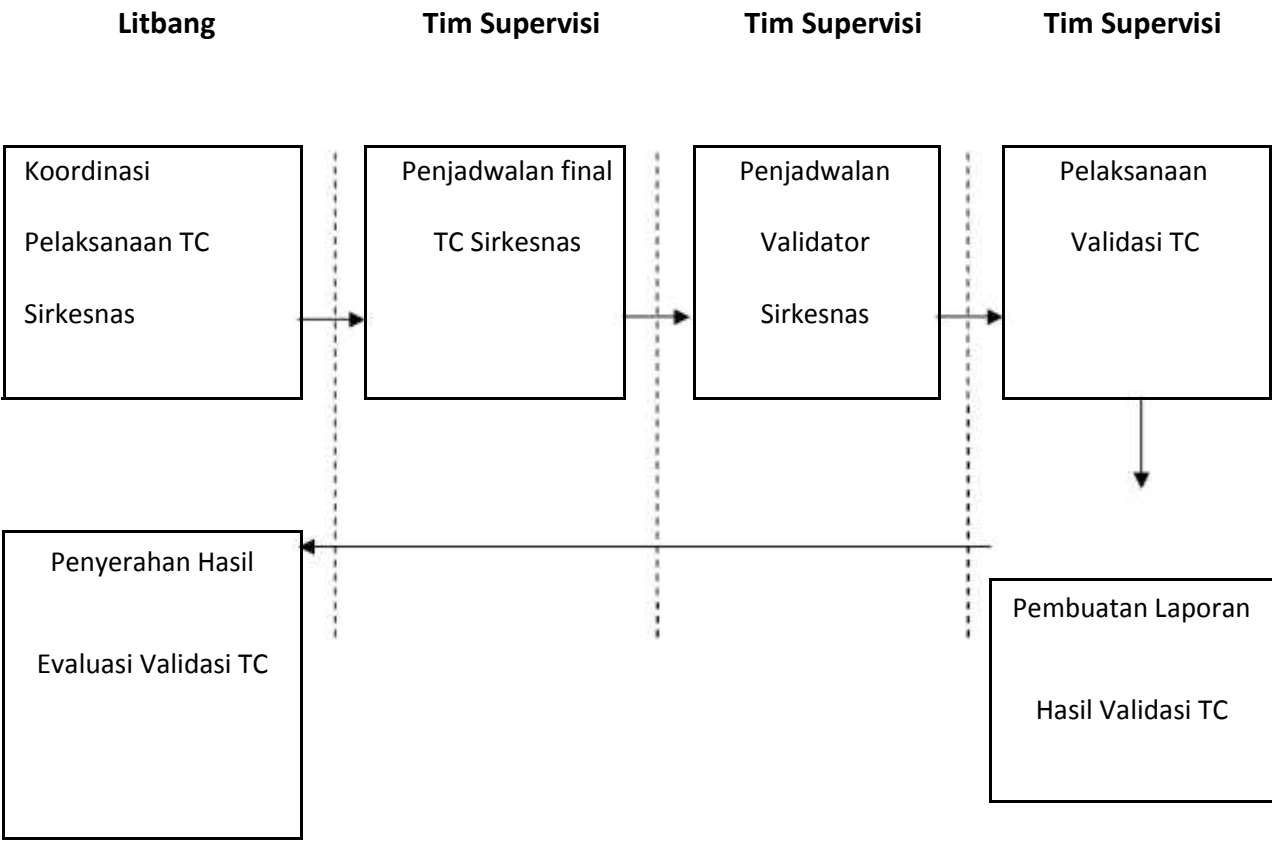 Litbang
Tim Supervisi
Tim Supervisi
Tim Supervisi
Koordinasi
Pelaksanaan TC
Sirkesnas
Penjadwalan final
TC Sirkesnas
Penjadwalan
Validator
Sirkesnas
Pelaksanaan
Validasi TC
Penyerahan Hasil
Evaluasi Validasi TC
Pembuatan Laporan
Hasil Validasi TC